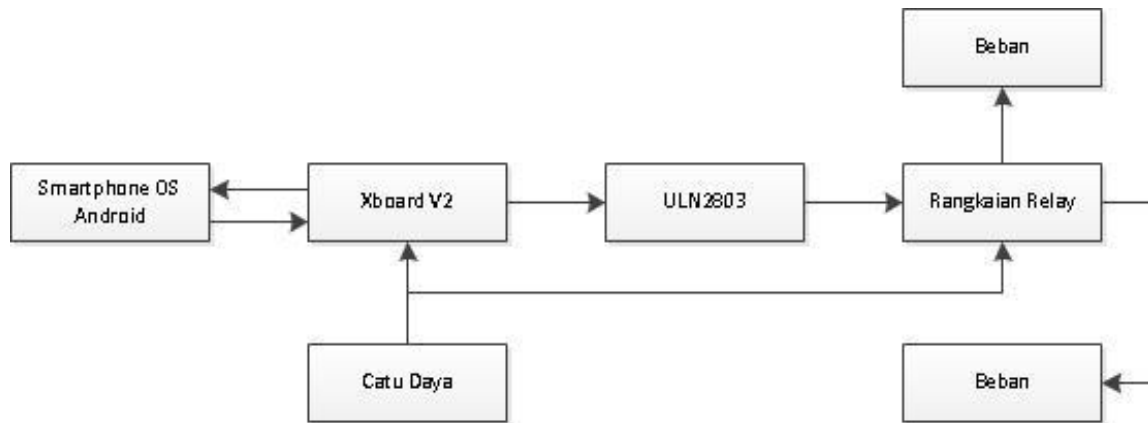 Beban
Smartphone OS
Android
Xboard V2
ULN2803
Rangkaian Relay
Catu Daya
Beban